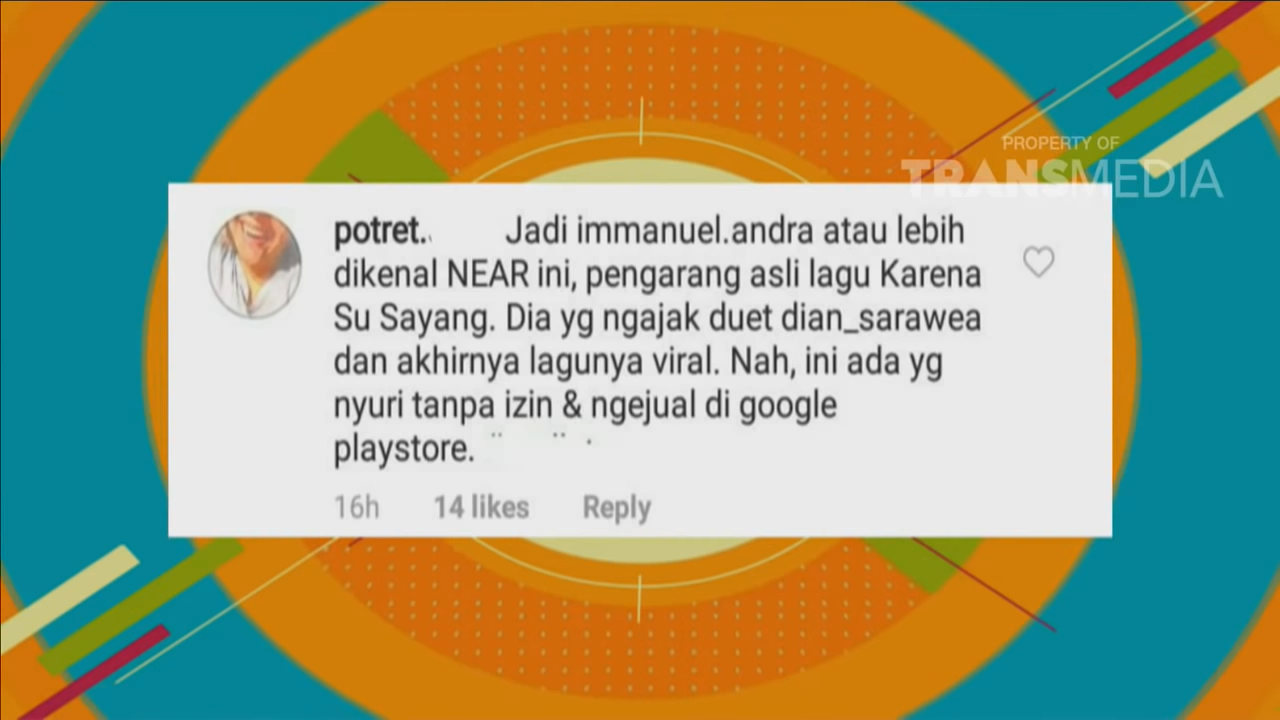 PROPERTY OF
TRANSMEDIA
potret. Jadi immanuel.andra atau lebih
dikenal NEAR ini, pengarang asli lagu Karena
Su Sayang. Dia yg ngajak duet dian_sarawea
dan akhirnya lagunya viral. Nah, ini ada yg
nyuri tanpa izin & ngejual di google
playstore.
16h 14 likes Reply